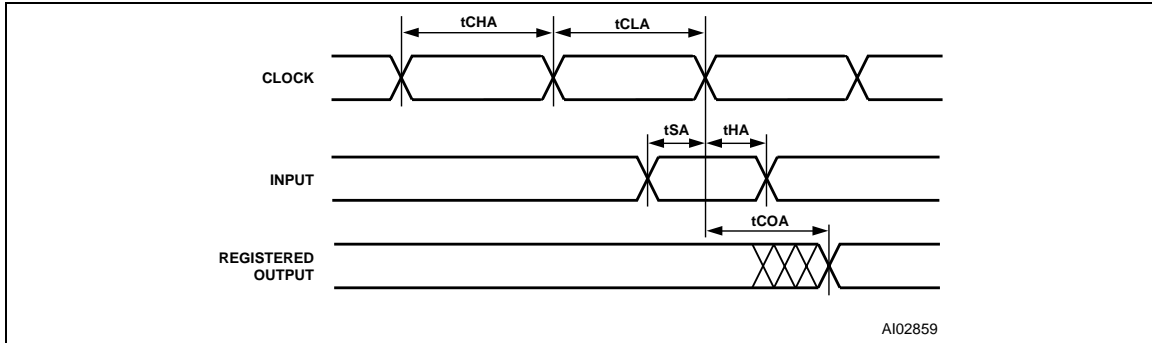 tCHA tCLA
CLOCK
tSA tHA
INPUT
tCOA
REGISTERED
OUTPUT
AI02859